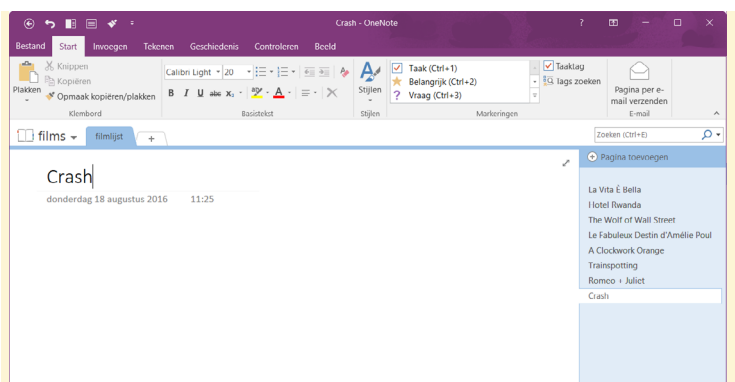 Crash - OneNote
?
Bestand Start Invoegen Tekenen Geschiedenis Controleren Beeld
Plakken
Knippen
Kopiëren
Opmaak kopiëren/plakken
Klembord
Calibri Light 20
B I U abc X₂ aby A
Basistekst
Stijlen
Stijlen
Taak (Ctrl+1)
Belangrijk (Ctrl+2)
? Vraag (Ctrl+3)
Markeringen
Taaktag
Tags zoeken
Pagina per e-
mail verzenden
E-mail
films filmlijst +
Zoeken (Ctrl+E)
Pagina toevoegen
Crash
donderdag 18 augustus 2016 11:25
La Vita É Bella
Hotel Rwanda
The Wolf of Wall Street
Le Fabuleux Destin d'Amélie Poul
A Clockwork Orange
Trainspotting
Romeo + Juliet
Crash